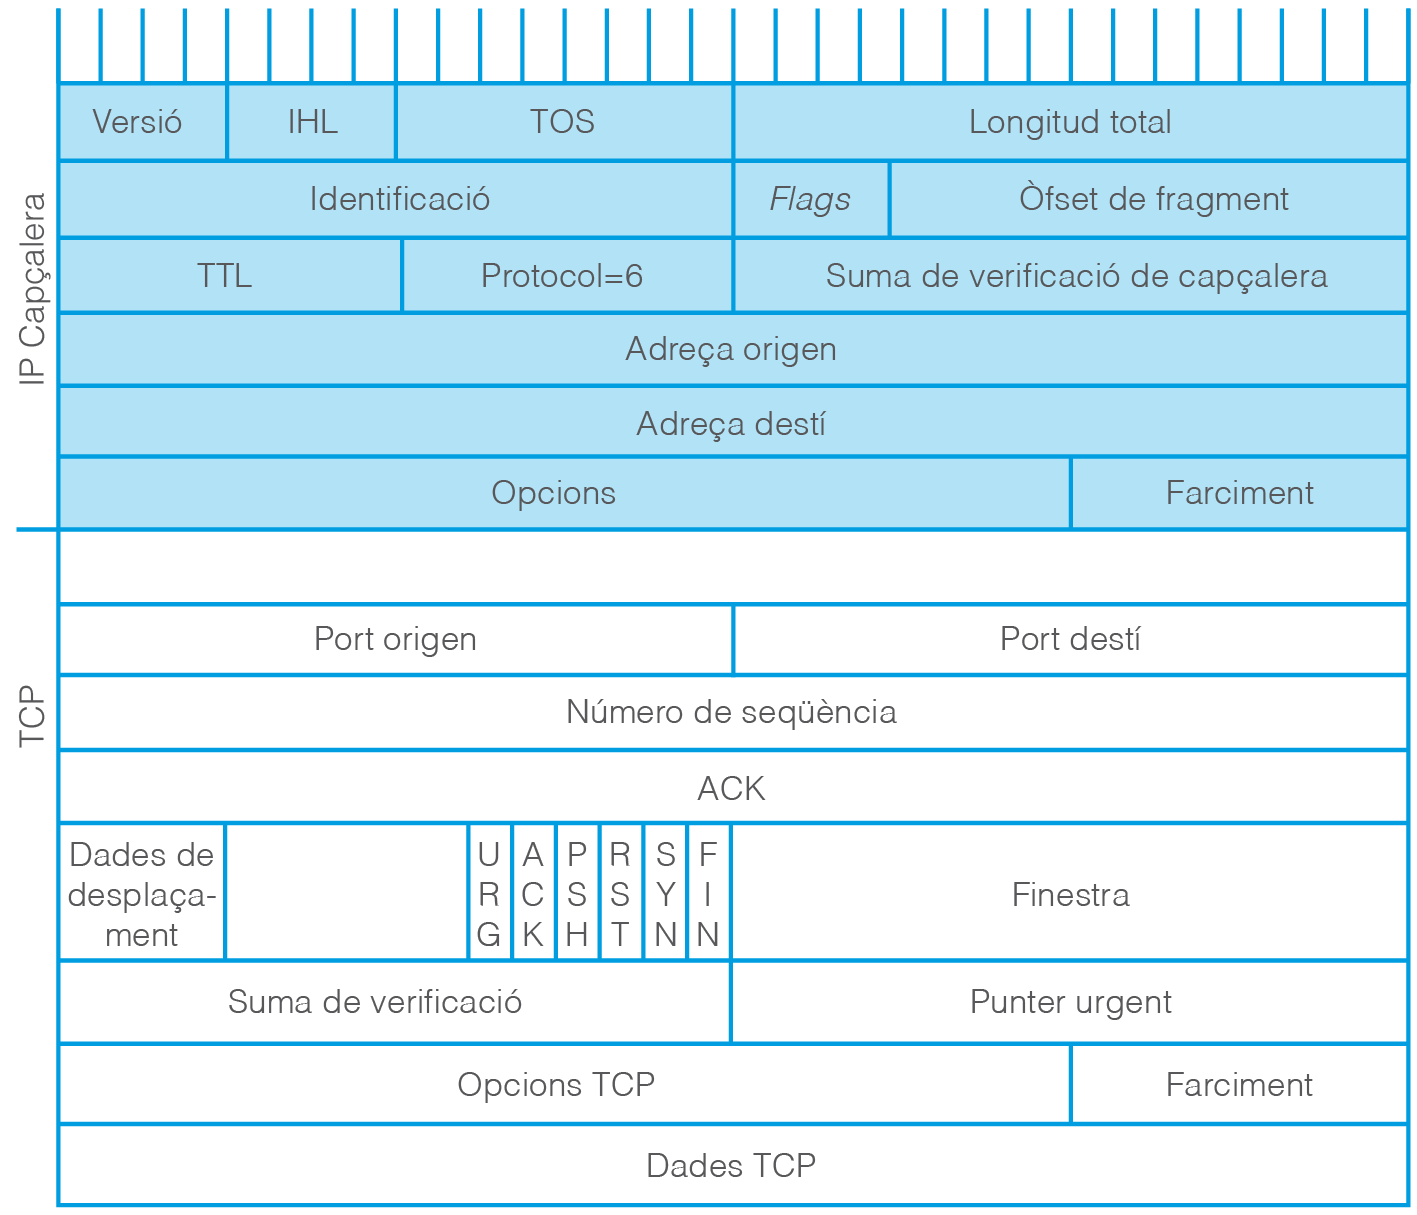 IP Capçalera
Versió IHL TOS Longitud total
Identificació Flags Òfset de fragment
TTL Protocol=6 Suma de verificació de capçalera
Adreça origen
Adreça destí
Opcions Farciment
TCP
Port origen Port destí
Número de seqüència
ACK
Dades de
desplaça-
ment
URG ACK PSH RST SYN FIN
Finestra
Suma de verificació Punter urgent
Opcions TCP Farciment
Dades TCP